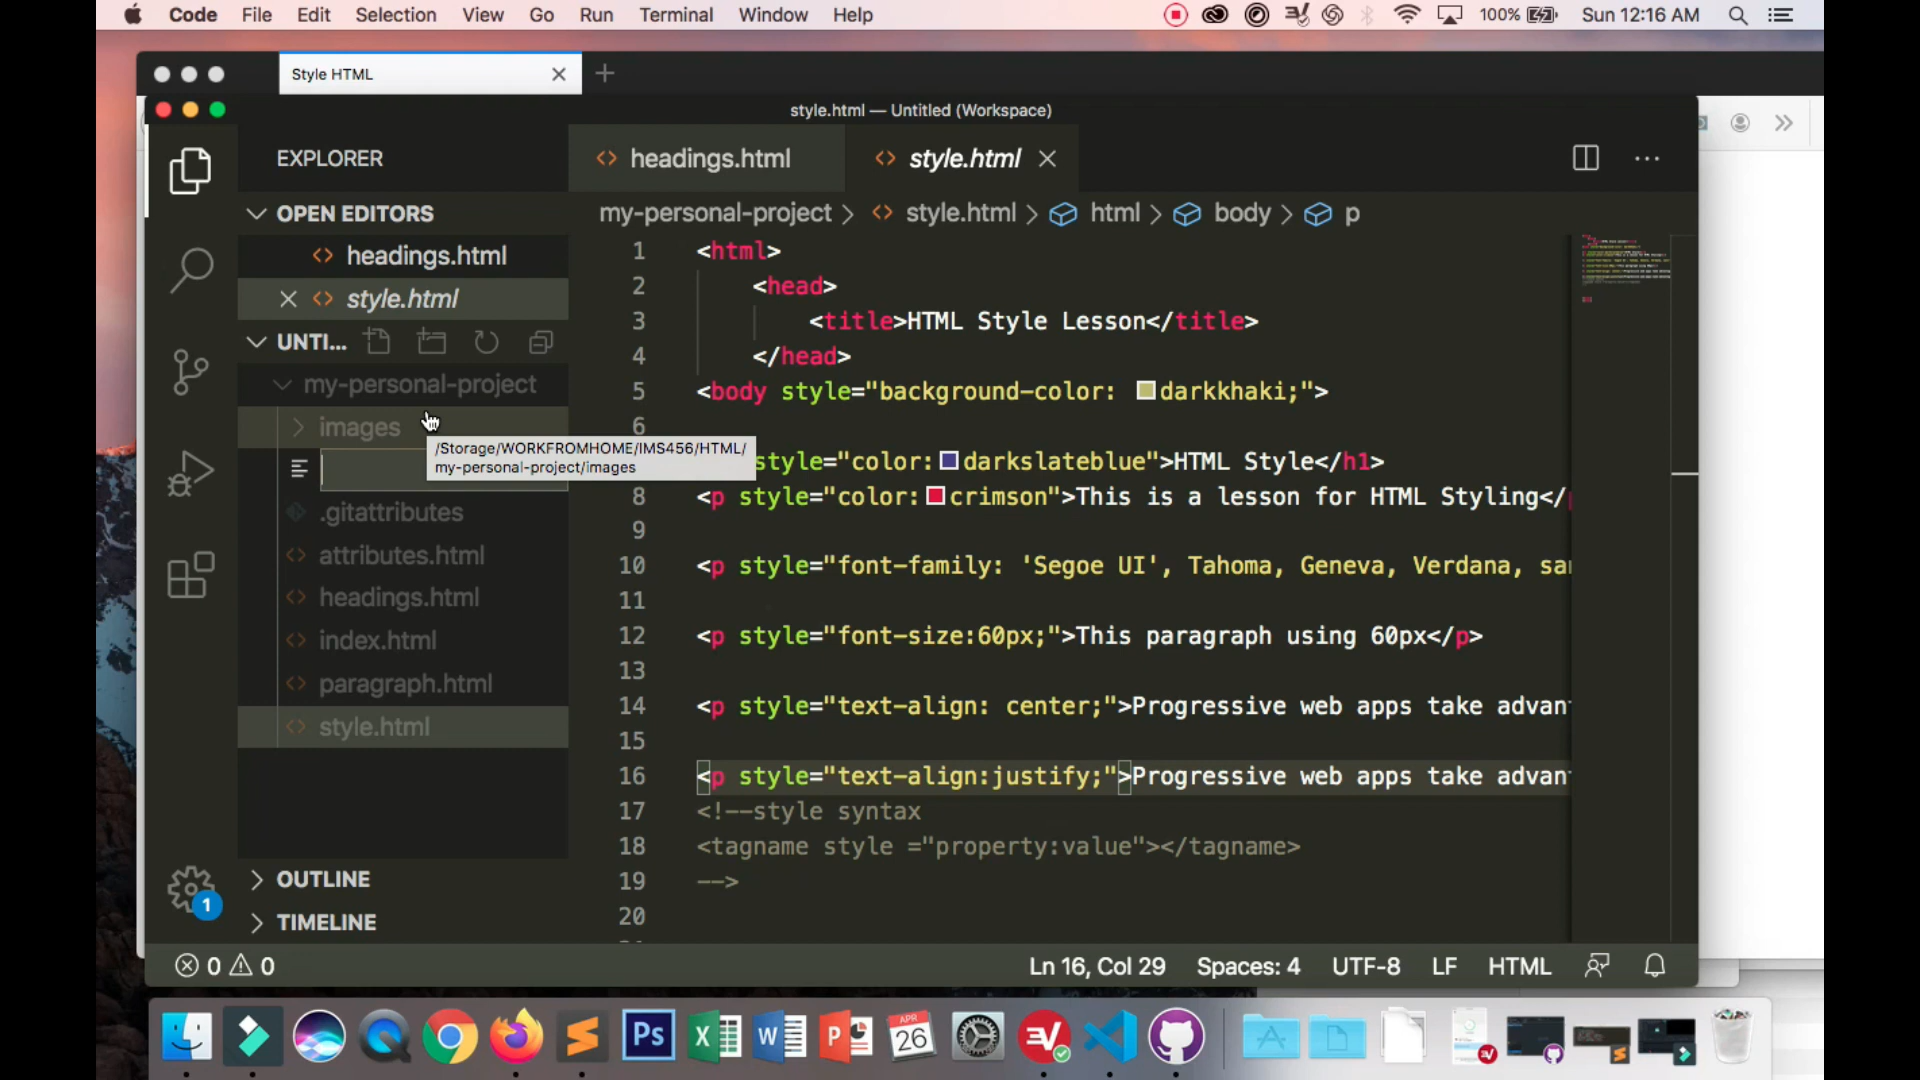 Code File Edit Selection View Go Run Terminal Window Help 100% Sun 12:16 AM
Style HTML
style.html — Untitled (Workspace)
EXPLORER
headings.html
style.html
OPEN EDITORS
my-personal-project > style.html > html > body > p
headings.html
style.html
UNTI...
my-personal-project
images
/Storage/WORKFROMHOME/IMS456/HTML/
my-personal-project/images
.gitattributes
attributes.html
headings.html
index.html
paragraph.html
style.html
OUTLINE
TIMELINE
1 <html>
2 <head>
3 <title>HTML Style Lesson</title>
4 </head>
5 <body style="background-color: darkkhaki;">
6
style="color: darkslateblue">HTML Style</h1>
8 <p style="color: crimson">This is a lesson for HTML Styling</p
9
10 <p style="font-family: 'Segoe UI', Tahoma, Geneva, Verdana, sa
11
12 <p style="font-size:60px;">This paragraph using 60px</p>
13
14 <p style="text-align: center;">Progressive web apps take advan
15
16 <p style="text-align:justify;">Progressive web apps take advan
17 <!--style syntax
18 <tagname style ="property:value"></tagname>
19 -->
20
1
0 0
Ln 16, Col 29 Spaces: 4 UTF-8 LF HTML
Ps
APR
26